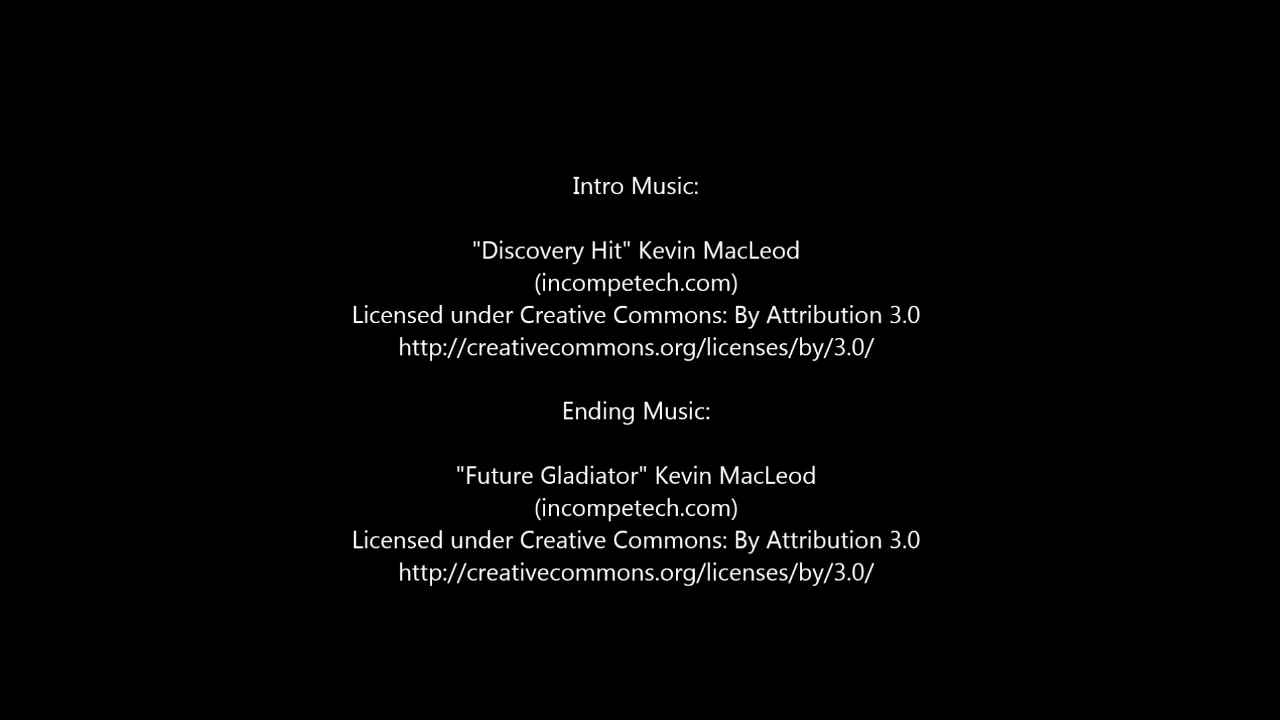 Intro Music:
"Discovery Hit" Kevin MacLeod
(incompetech.com)
Licensed under Creative Commons: By Attribution 3.0
http://creativecommons.org/licenses/by/3.0/
Ending Music:
"Future Gladiator" Kevin MacLeod
(incompetech.com)
Licensed under Creative Commons: By Attribution 3.0
http://creativecommons.org/licenses/by/3.0/